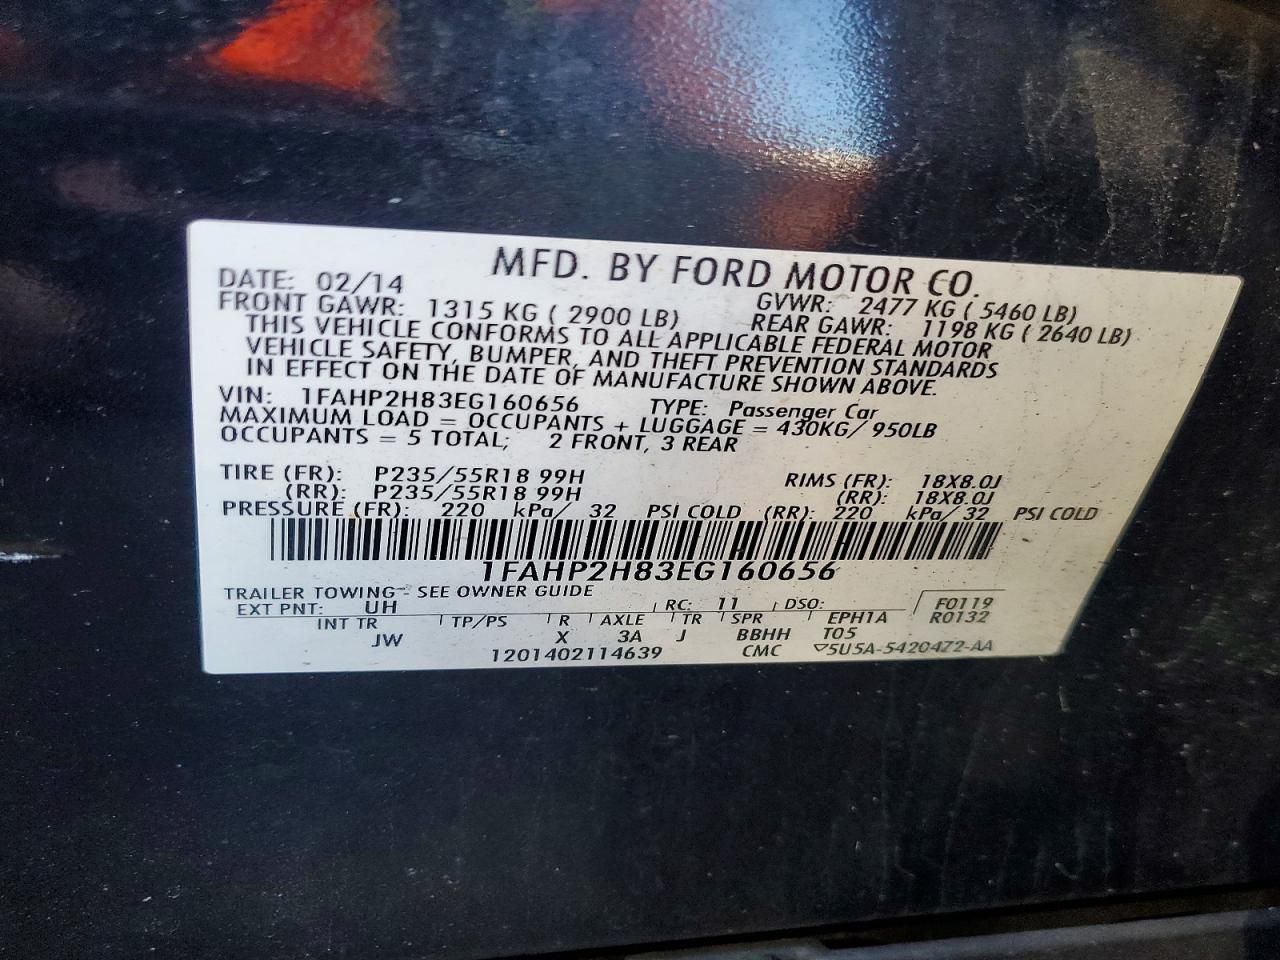 MFD. BY FORD MOTOR CO.
DATE: 02/14 GVWR: 2477 KG ( 5460 LB)
FRONT GAWR: 1315 KG ( 2900 LB) REAR GAWR: 1198 KG ( 2640 LB)
THIS VEHICLE CONFORMS TO ALL APPLICABLE FEDERAL MOTOR
VEHICLE SAFETY, BUMPER, AND THEFT PREVENTION STANDARDS
IN EFFECT ON THE DATE OF MANUFACTURE SHOWN ABOVE.
VIN: 1FAHP2H83EG160656 TYPE: Passenger Car
MAXIMUM LOAD = OCCUPANTS + LUGGAGE = 430KG/ 950LB
OCCUPANTS = 5 TOTAL; 2 FRONT, 3 REAR
TIRE (FR): P235/55R18 99H RIMS (FR): 18X8.0J
(RR): P235/55R18 99H (RR): 18X8.0J
PRESSURE (FR): 220 kPa/ 32 PSI COLD (RR): 220 kPa/ 32 PSI COLD
1FAHP2H83EG160656
TRAILER TOWING- SEE OWNER GUIDE
EXT PNT: UH RC: 11 DSO: F0119
INT TR TP/PS R AXLE TR SPR EPH1A R0132
JW X 3A J BBHH T05
1201402114639 CMC ▽5U5A-5420472-AA